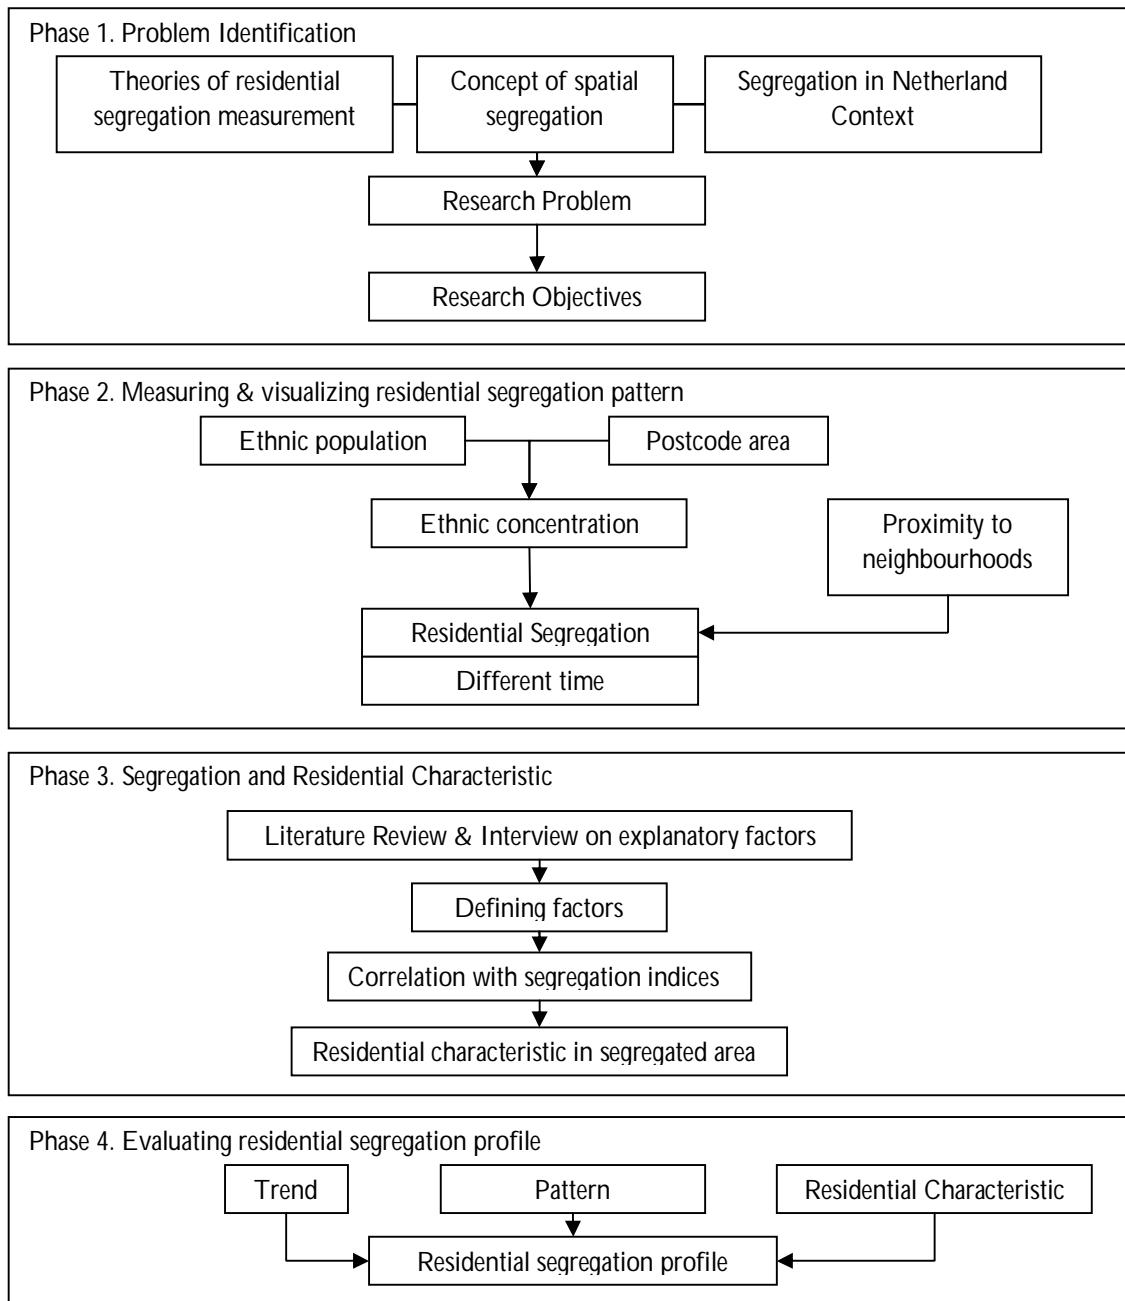 Phase 1. Problem Identification
Theories of residential
segregation measurement
Concept of spatial
segregation
Segregation in Netherland
Context
Research Problem
Research Objectives
Phase 2. Measuring & visualizing residential segregation pattern
Ethnic population
Postcode area
Ethnic concentration
Proximity to
neighbourhoods
Residential Segregation
Different time
Phase 3. Segregation and Residential Characteristic
Literature Review & Interview on explanatory factors
Defining factors
Correlation with segregation indices
Residential characteristic in segregated area
Phase 4. Evaluating residential segregation profile
Trend
Pattern
Residential Characteristic
Residential segregation profile